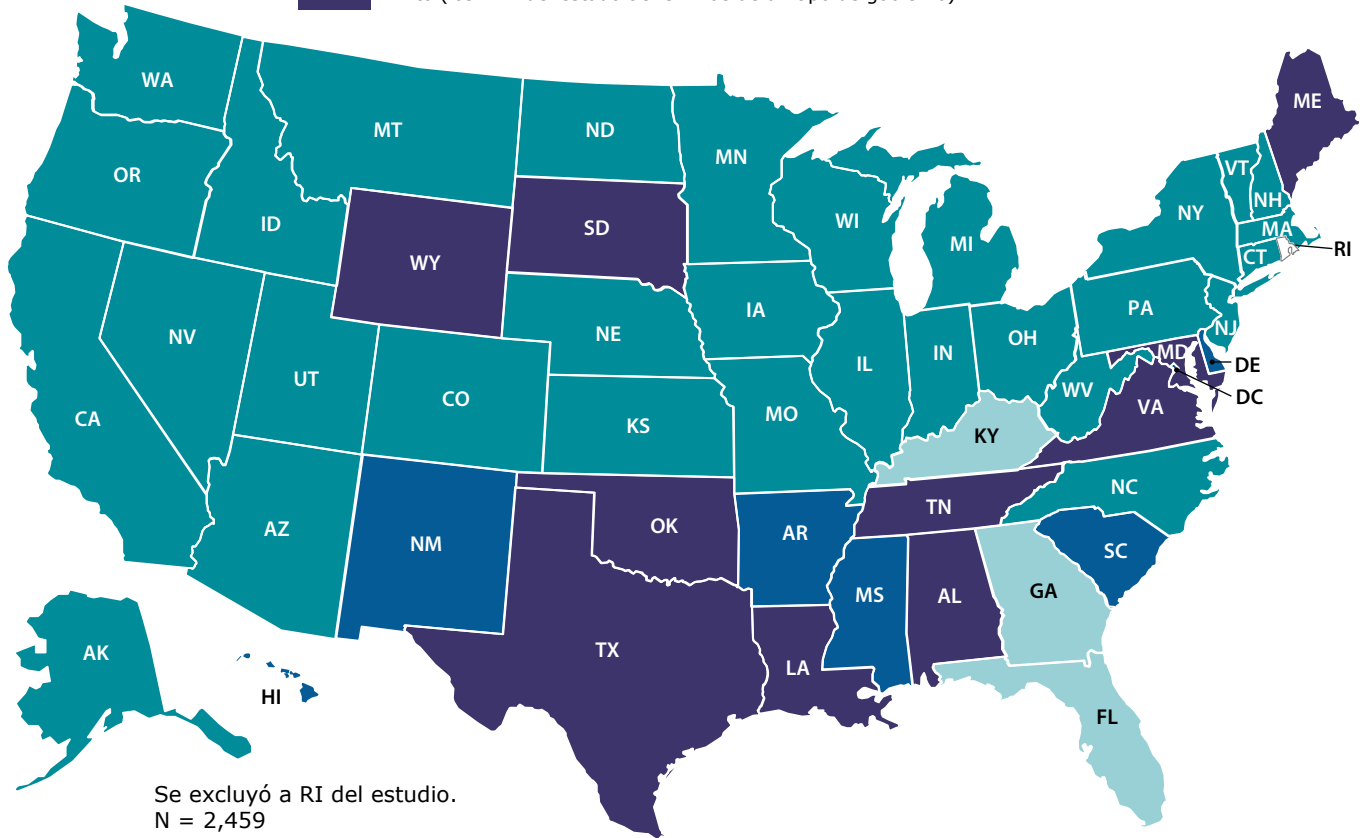 WA
MT
ND
MN
ME
OR
ID
WY
SD
WI
MI
NY
VT
NH
MA
CT
RI
NV
UT
CO
NE
IA
IL
IN
OH
PA
NJ
MD
DE
DC
CA
AZ
NM
KS
MO
KY
WV
VA
OK
AR
TN
NC
SC
TX
LA
MS
AL
GA
FL
AK
HI
Se excluyó a RI del estudio.
N = 2,459